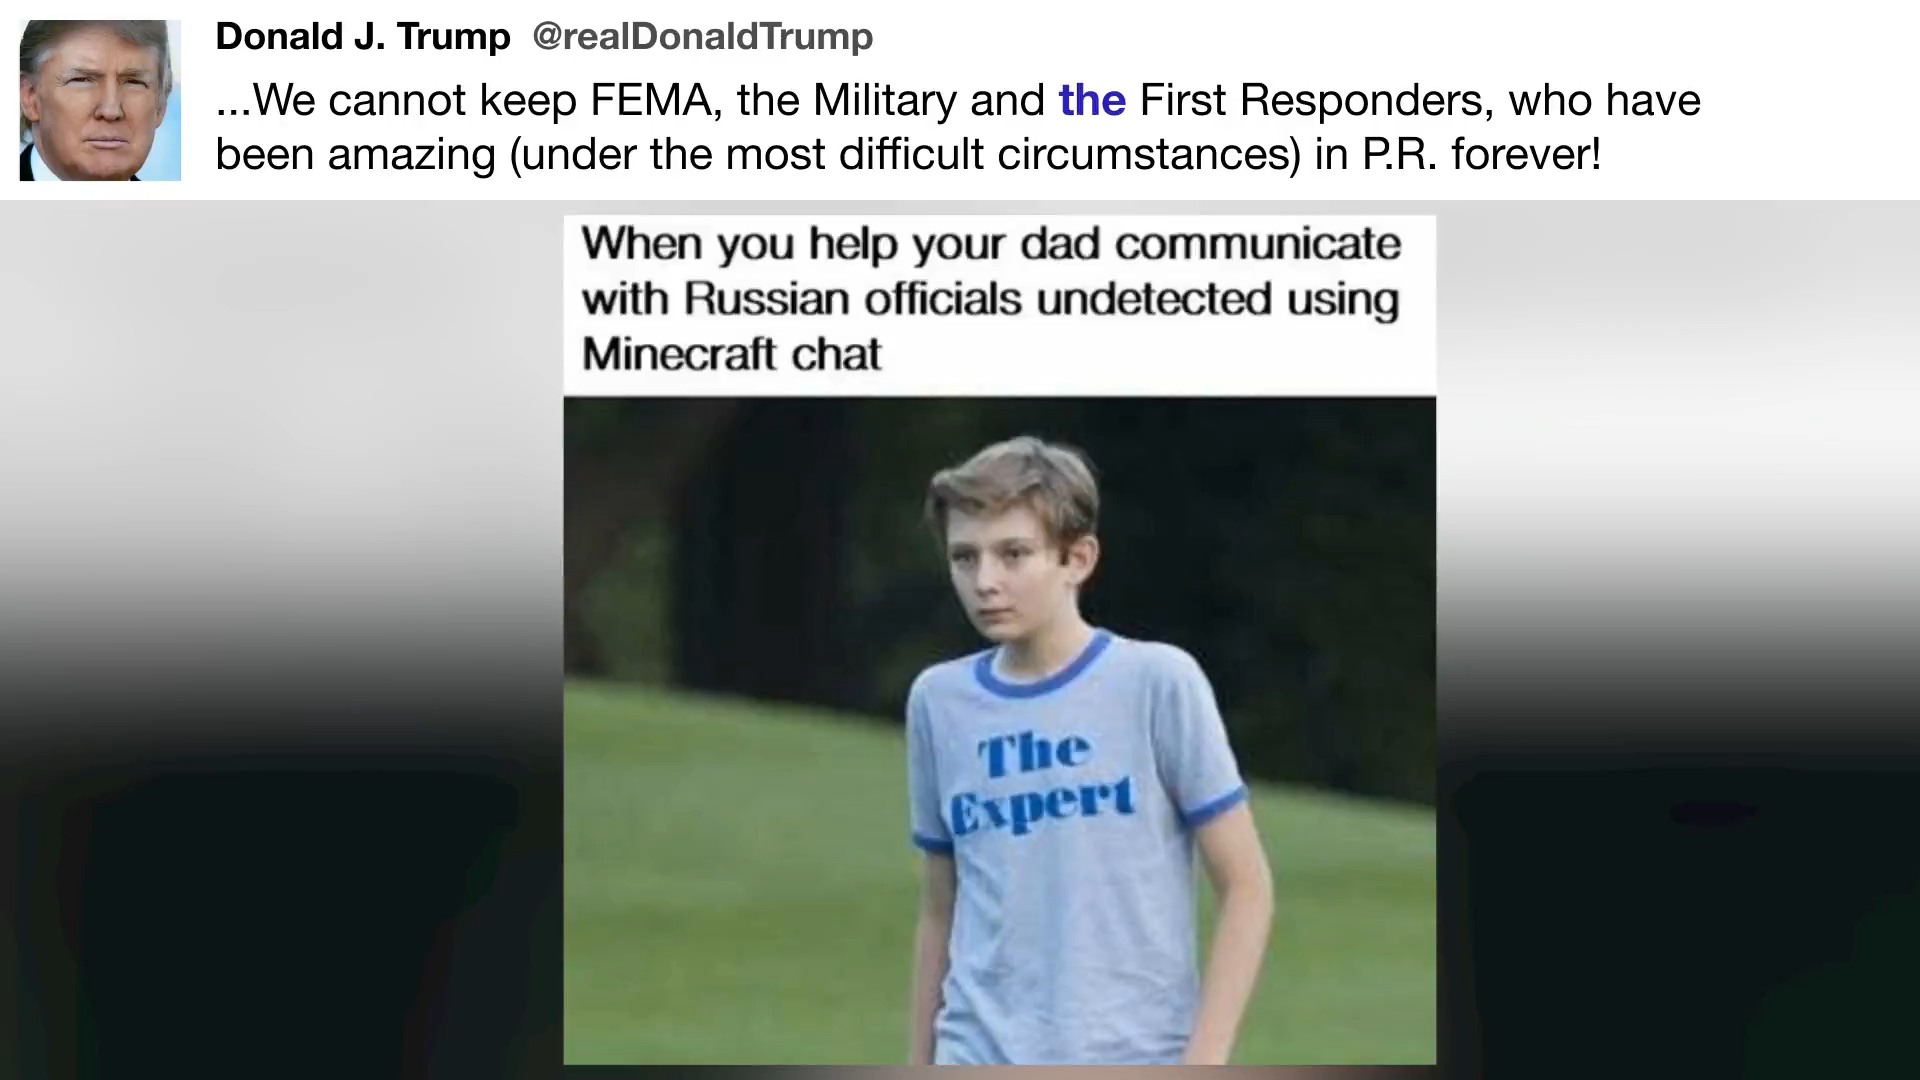 Donald J. Trump @realDonaldTrump
...We cannot keep FEMA, the Military and the First Responders, who have
been amazing (under the most difficult circumstances) in P.R. forever!
When you help your dad communicate
with Russian officials undetected using
Minecraft chat
The
Expert